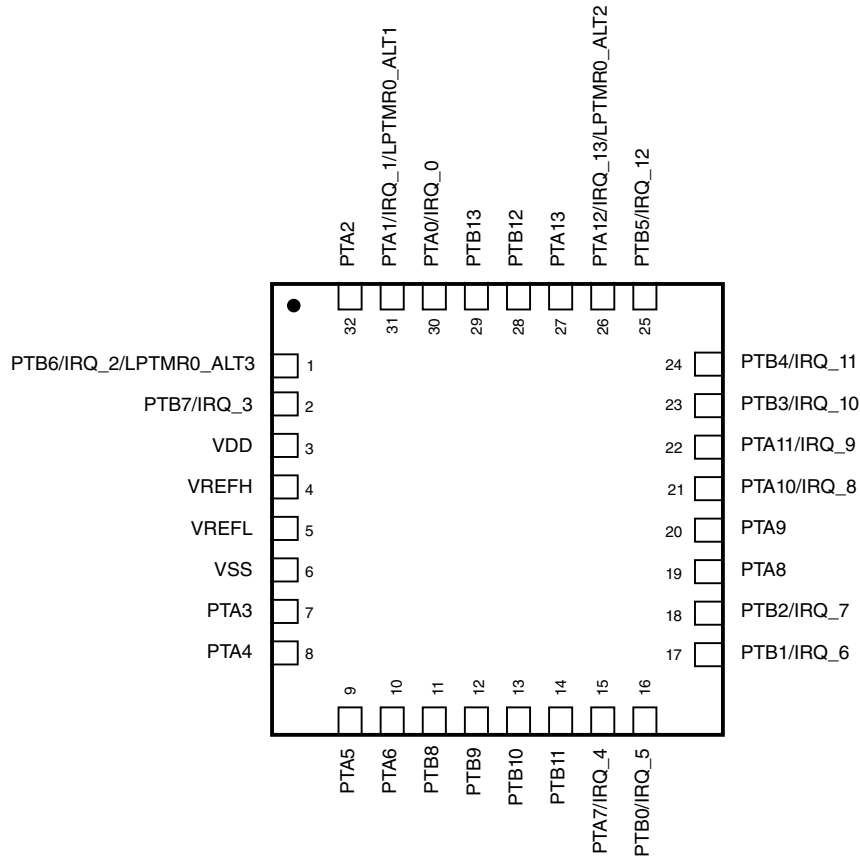 PTA2
PTA1/IRQ_1/LPTMR0_ALT1
PTA0/IRQ_0
PTB13
PTB12
PTA13
PTA12/IRQ_13/LPTMR0_ALT2
PTB5/IRQ_12
32
31
30
29
28
27
26
25
PTB6/IRQ_2/LPTMR0_ALT3 1
PTB7/IRQ_3 2
VDD 3
VREFH 4
VREFL 5
VSS 6
PTA3 7
PTA4 8
24 PTB4/IRQ_11
23 PTB3/IRQ_10
22 PTA11/IRQ_9
21 PTA10/IRQ_8
20 PTA9
19 PTA8
18 PTB2/IRQ_7
17 PTB1/IRQ_6
9
10
11
12
13
14
15
16
PTA5
PTA6
PTB8
PTB9
PTB10
PTB11
PTA7/IRQ_4
PTB0/IRQ_5